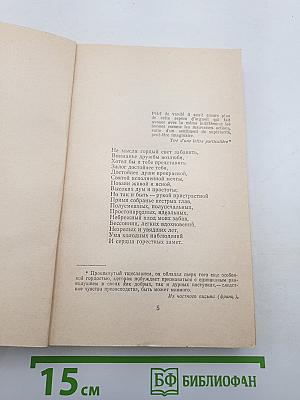 Pétri de vanité il avait encore plus
de cette espèce d'orgueil qui fait
avouer avec la même indifférence les
bonnes comme les mauvaises actions,
suite d'un sentiment de supériorité,
peut-être imaginaire.
Tiré d'une lettre particulière*
Не мысля гордый свет забавить,
Вниманье дружбы возлюбя,
Хотел бы я тебе представить
Залог достойнее тебя,
Достойнее души прекрасной,
Святой исполненной мечты,
Поэзии живой и ясной,
Высоких дум и простоты;
Но так и быть — рукой пристрастной
Прими собранье пестрых глав,
Полусмешных, полупечальных,
Простонародных, идеальных,
Небрежный плод моих забав,
Бессонниц, легких вдохновений,
Незрелых и увядших лет,
Ума холодных наблюдений
И сердца горестных замет.
* Проникнутый тщеславием, он обладал сверх того еще особен-
ной гордостью, которая побуждает признаваться с одинаковым рав-
нодушием в своих как добрых, так и дурных поступках,— следст-
вие чувства превосходства, быть может мнимого.
Из частного письма (франц.).
5
15 СМ
БФ
БИБЛИОФАН